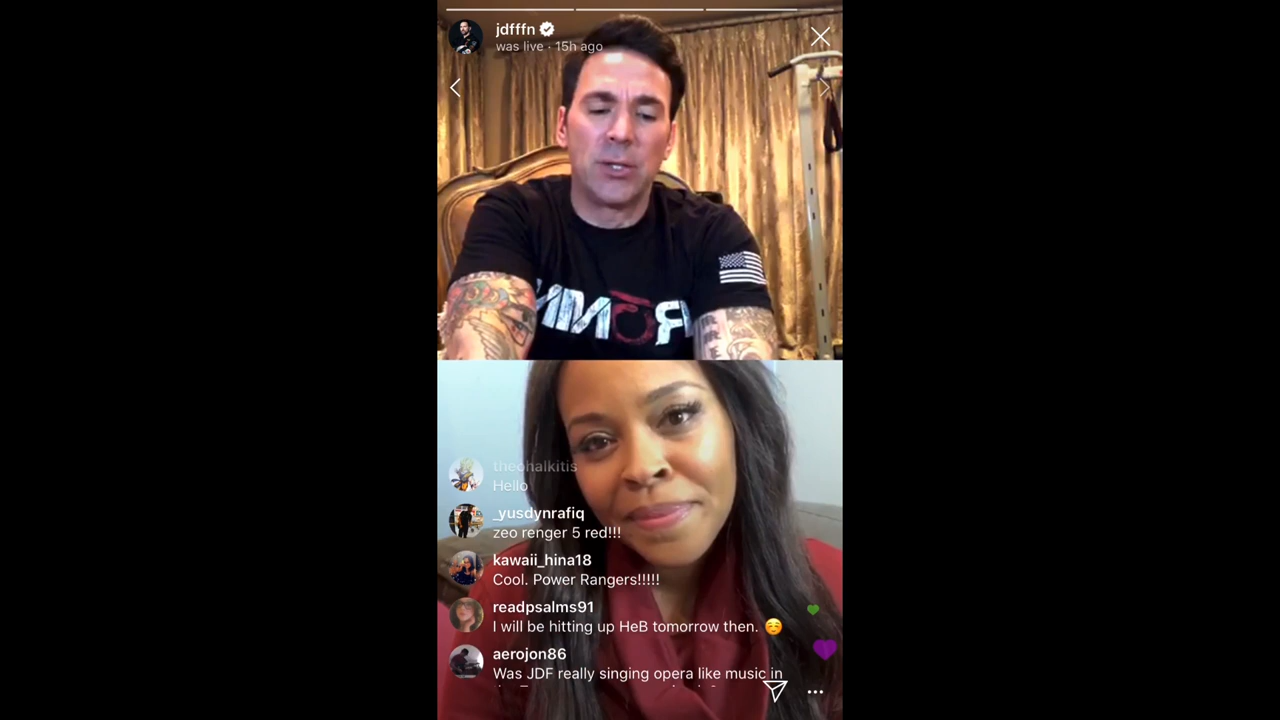 jdfffn
was live · 15h ago
theohalkitis
Hello
_yusdynrafiq
zeo renger 5 red!!!
kawaii_hina18
Cool. Power Rangers!!!!!
readpsalms91
I will be hitting up HeB tomorrow then. ☺️
aerojon86
Was JDF really singing opera like music in